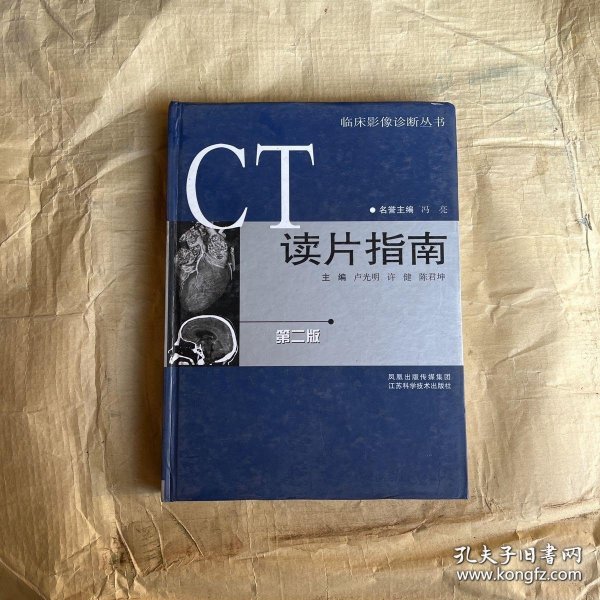 临床影像诊断丛书
CT
● 名誉主编 冯 亮
读片指南
主 编 卢光明 许 健 陈君坤
第二版
凤凰出版传媒集团
江苏科学技术出版社
孔夫子旧书网
www.kongfz.com